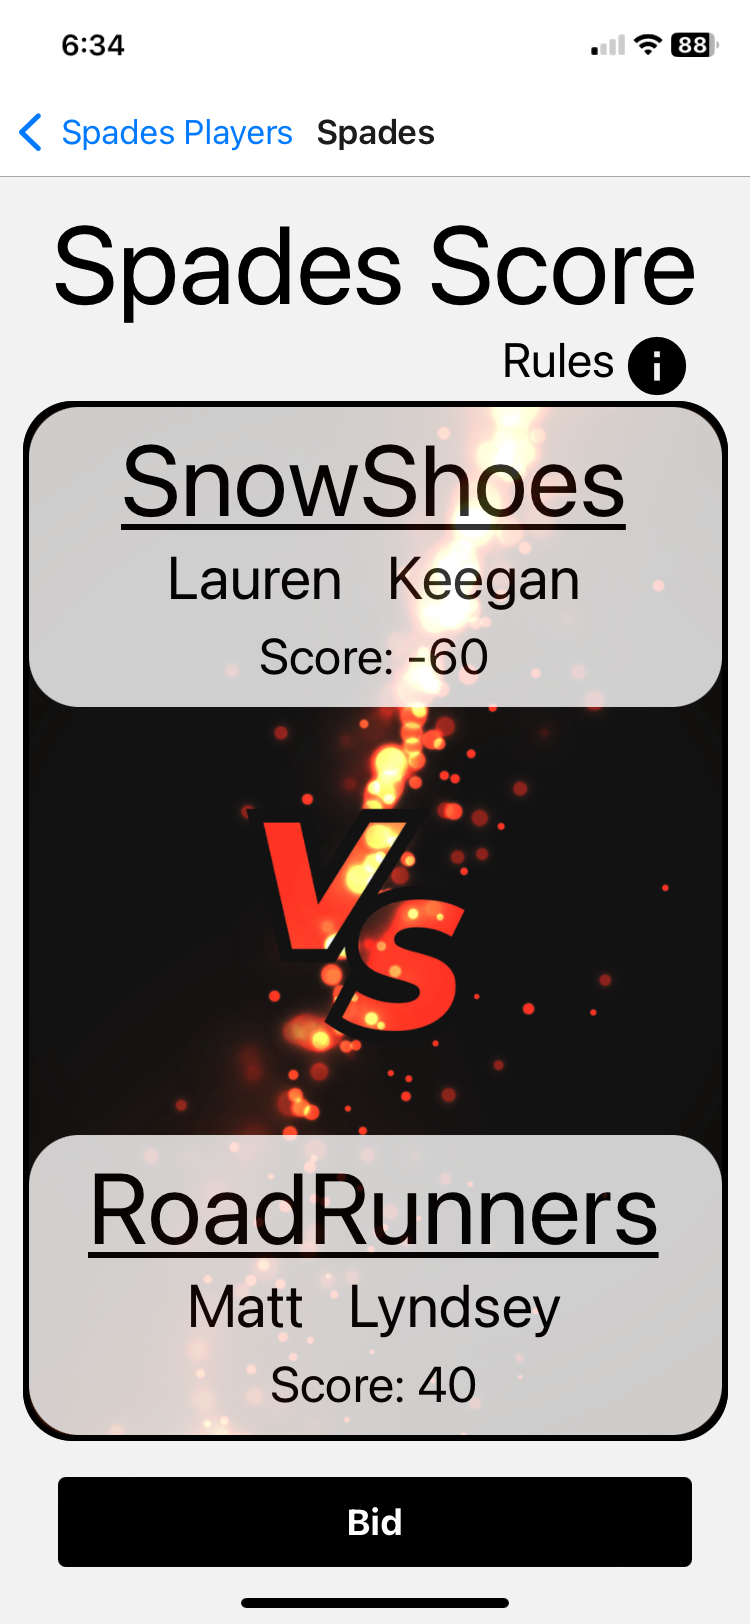 6:34
88
Spades Players Spades
Spades Score
Rules i
SnowShoes
Lauren Keegan
Score: -60
VS
RoadRunners
Matt Lyndsey
Score: 40
Bid